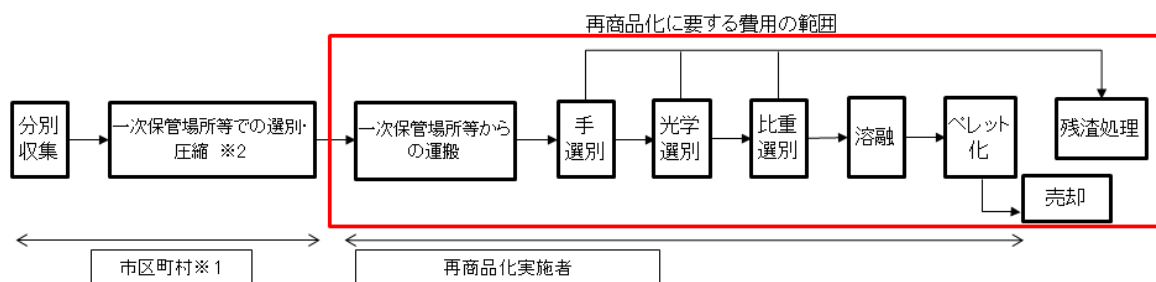 再商品化に要する費用の範囲
分別
収集
一次保管場所等での選別・
圧縮 ※2
一次保管場所等から
の運搬
手
選別
光学
選別
比重
選別
溶融
ペレット
化
残渣処理
売却
市区町村※1
再商品化実施者